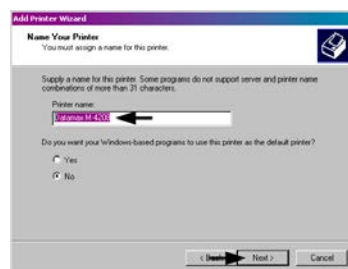 Add Printer Wizard
Name Your Printer
You must assign a name for this printer.
Supply a name for this printer. Some programs do not support server and printer name
combinations of more than 31 characters.
Printer name:
Datamax M-4208
Do you want your Windows-based programs to use this printer as the default printer?
Yes
No
Next >
Cancel